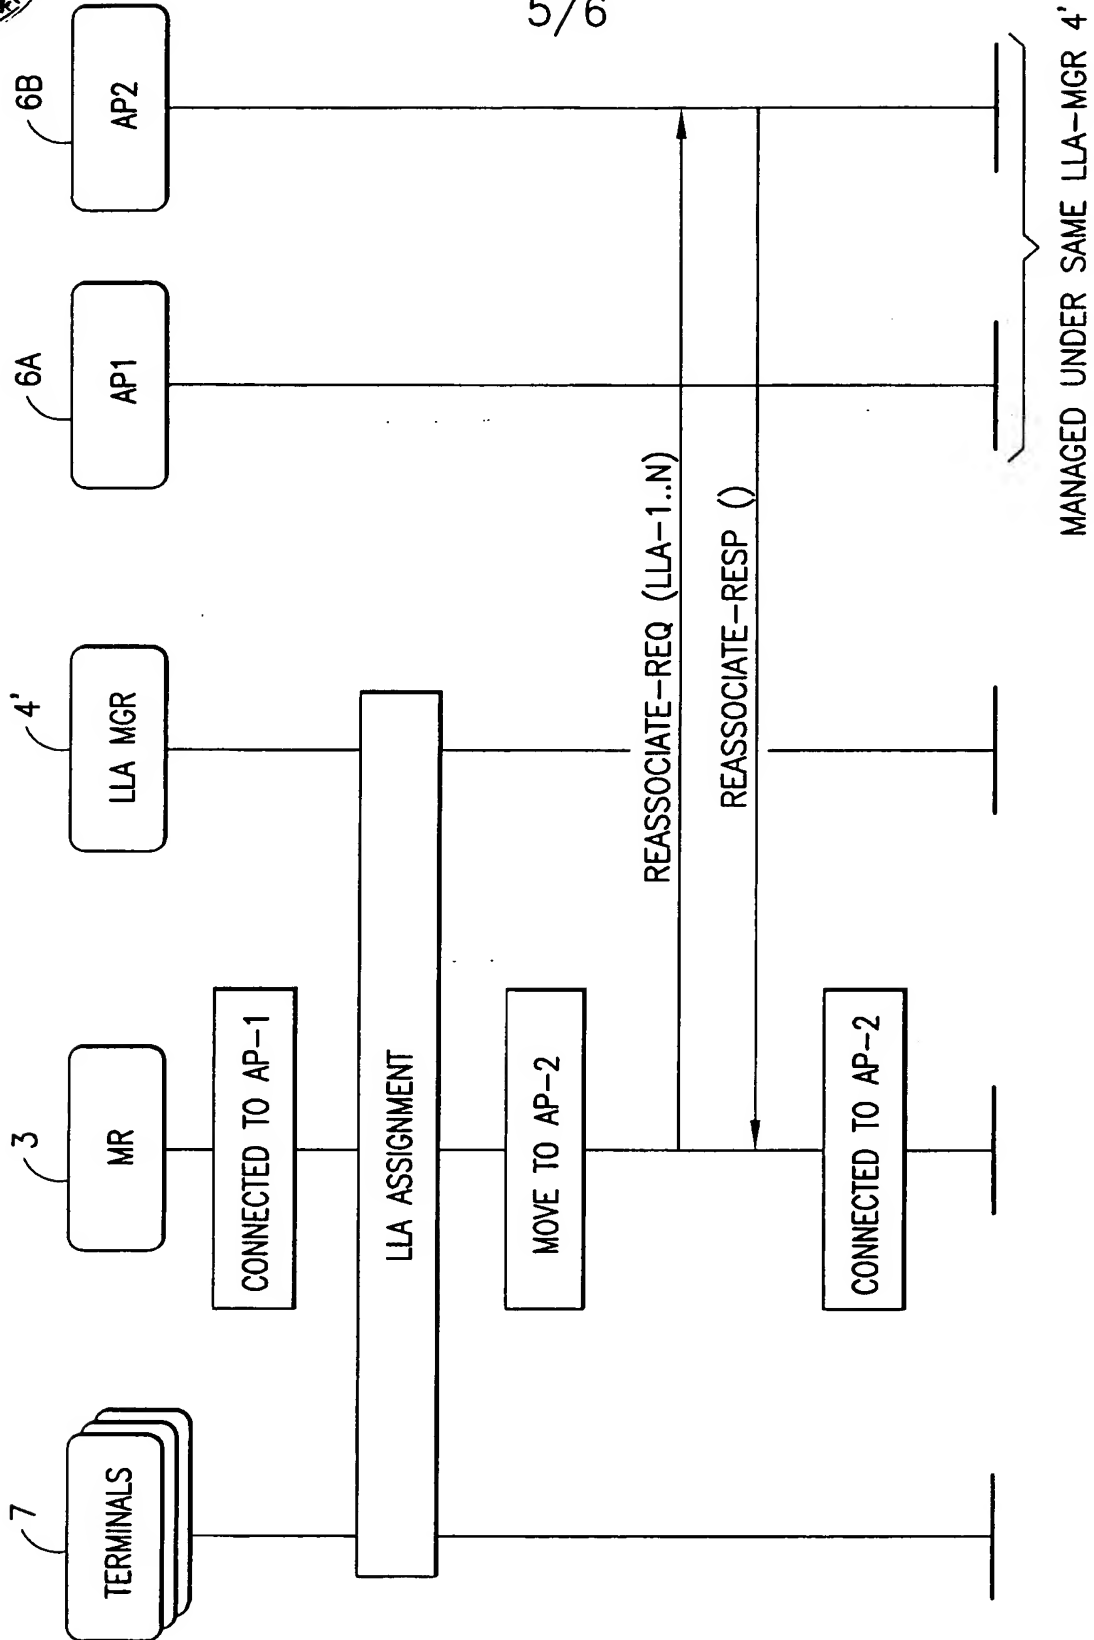 5/6
7
3
4'
6A
6B
TERMINALS
MR
LLA MGR
AP1
AP2
CONNECTED TO AP-1
LLA ASSIGNMENT
MOVE TO AP-2
REASSOCIATE-REQ (LLA-1..N)
REASSOCIATE-RESP ()
CONNECTED TO AP-2
MANAGED UNDER SAME LLA-MGR 4'